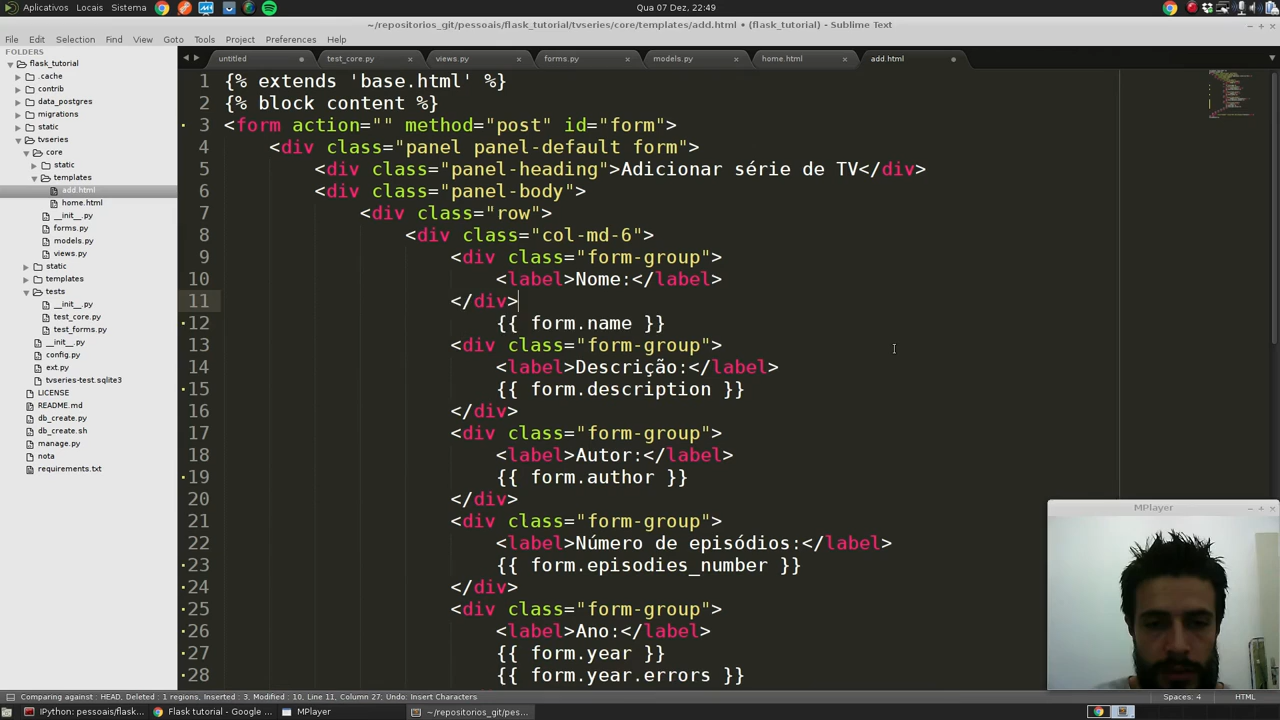 Aplicativos Locais Sistema
Qua 07 Dez, 22:49
~/repositorios_git/pessoais/flask_tutorial/tvseries/core/templates/add.html • (flask_tutorial) - Sublime Text
File Edit Selection Find View Goto Tools Project Preferences Help
FOLDERS
flask_tutorial
.cache
contrib
data_postgres
migrations
static
tvseries
core
static
templates
add.html
home.html
__init__.py
forms.py
models.py
views.py
static
templates
tests
__init__.py
test_core.py
test_forms.py
__init__.py
config.py
ext.py
tvseries-test.sqlite3
LICENSE
README.md
db_create.py
db_create.sh
manage.py
nota
requirements.txt
untitled test_core.py views.py forms.py models.py home.html add.html
1 {% extends 'base.html' %}
2 {% block content %}
3 <form action="" method="post" id="form">
4 <div class="panel panel-default form">
5 <div class="panel-heading">Adicionar série de TV</div>
6 <div class="panel-body">
7 <div class="row">
8 <div class="col-md-6">
9 <div class="form-group">
10 <label>Nome:</label>
11 </div>
12 {{ form.name }}
13 <div class="form-group">
14 <label>Descrição:</label>
15 {{ form.description }}
16 </div>
17 <div class="form-group">
18 <label>Autor:</label>
19 {{ form.author }}
20 </div>
21 <div class="form-group">
22 <label>Número de episódios:</label>
23 {{ form.episodies_number }}
24 </div>
25 <div class="form-group">
26 <label>Ano:</label>
27 {{ form.year }}
28 {{ form.year.errors }}
MPlayer
Comparing against : HEAD, Deleted : 1 regions, Inserted : 3, Modified : 10, Line 11, Column 27; Undo: Insert Characters
Spaces: 4 HTML
IPython: pessoais/flask... Flask tutorial - Google ... MPlayer ~/repositorios_git/pes...